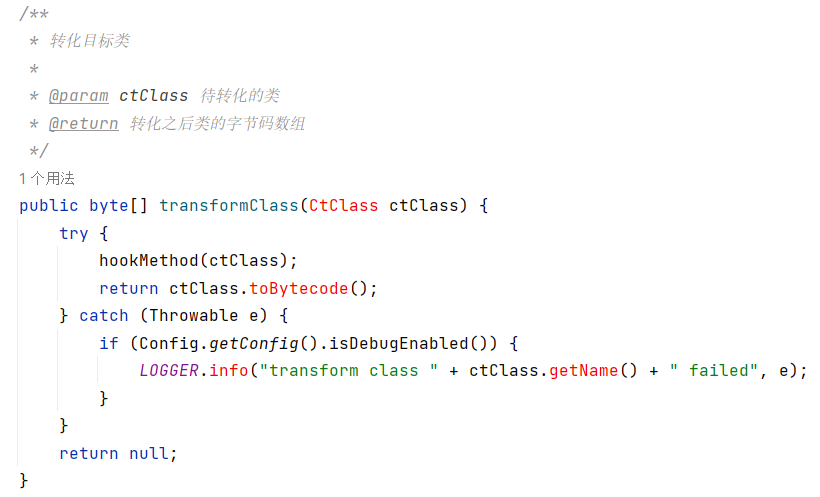 /**
 * 转化目标类
 *
 * @param ctClass 待转化的类
 * @return 转化之后类的字节码数组
 */
1 个用法
public byte[] transformClass(CtClass ctClass) {
    try {
        hookMethod(ctClass);
        return ctClass.toBytecode();
    } catch (Throwable e) {
        if (Config.getConfig().isDebugEnabled()) {
            LOGGER.info("transform class " + ctClass.getName() + " failed", e);
        }
    }
    return null;
}